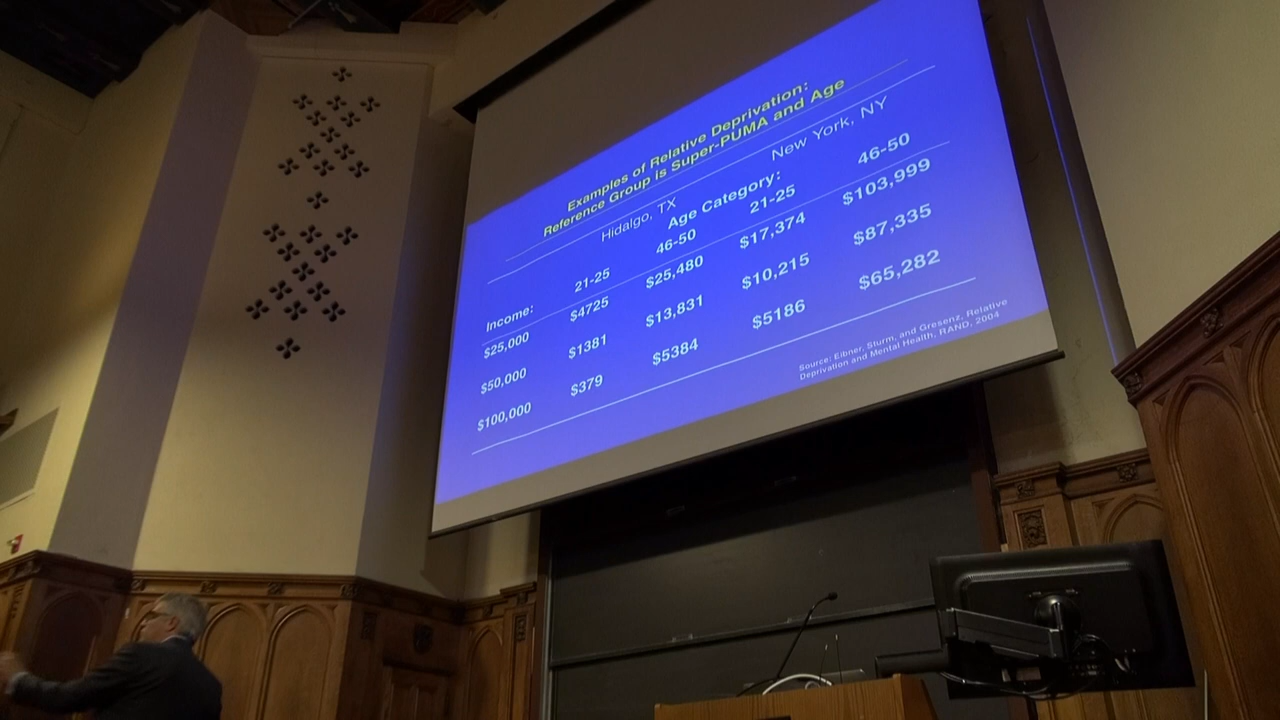 Examples of Relative Deprivation:
Reference Group is Super-PUMA and Age
Hidalgo, TX New York, NY
Age Category:
Income: 21-25 46-50 21-25 46-50
$25,000 $4725 $25,480 $17,374 $103,999
$50,000 $1381 $13,831 $10,215 $87,335
$100,000 $379 $5384 $5186 $65,282
Source: Eibner, Sturm, and Gresenz, Relative
Deprivation and Mental Health, RAND, 2004